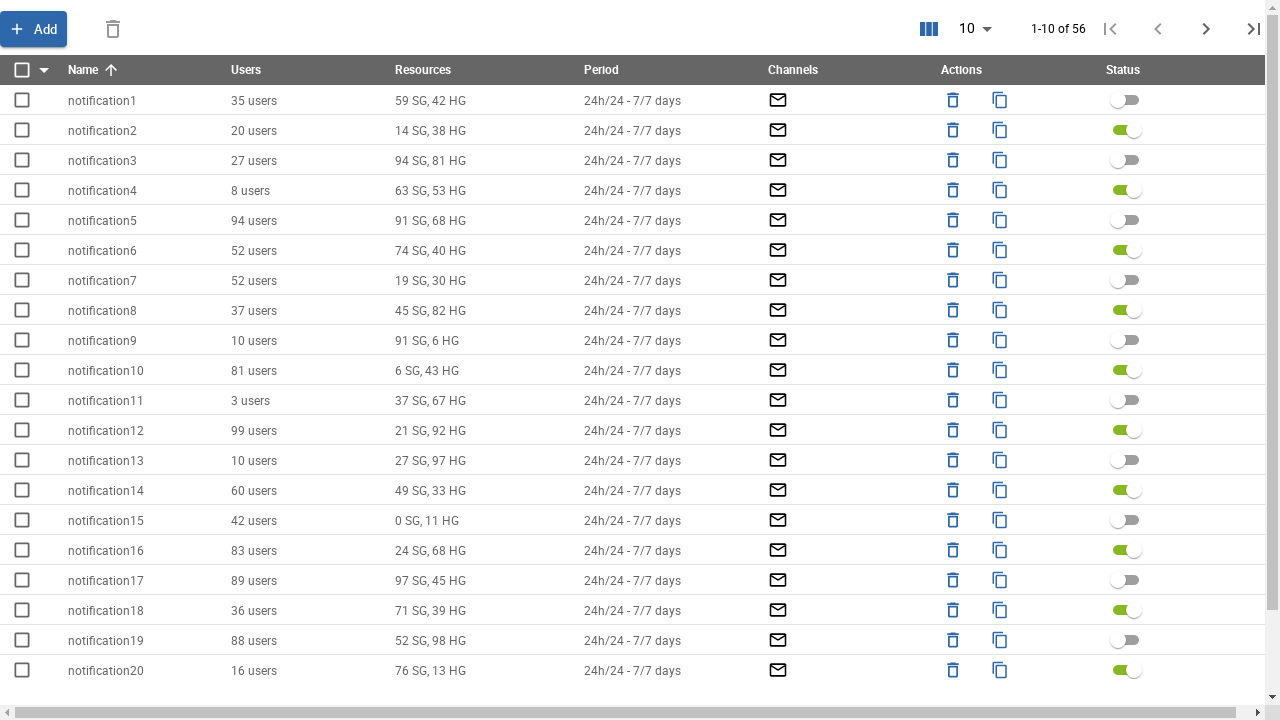 Add 10 1-10 of 56
Name Users Resources Period Channels Actions Status
notification1 35 users 59 SG, 42 HG 24h/24 - 7/7 days
notification2 20 users 14 SG, 38 HG 24h/24 - 7/7 days
notification3 27 users 94 SG, 81 HG 24h/24 - 7/7 days
notification4 8 users 63 SG, 53 HG 24h/24 - 7/7 days
notification5 94 users 91 SG, 68 HG 24h/24 - 7/7 days
notification6 52 users 74 SG, 40 HG 24h/24 - 7/7 days
notification7 52 users 19 SG, 30 HG 24h/24 - 7/7 days
notification8 37 users 45 SG, 82 HG 24h/24 - 7/7 days
notification9 10 users 91 SG, 6 HG 24h/24 - 7/7 days
notification10 81 users 6 SG, 43 HG 24h/24 - 7/7 days
notification11 3 users 37 SG, 67 HG 24h/24 - 7/7 days
notification12 99 users 21 SG, 92 HG 24h/24 - 7/7 days
notification13 10 users 27 SG, 97 HG 24h/24 - 7/7 days
notification14 60 users 49 SG, 33 HG 24h/24 - 7/7 days
notification15 42 users 0 SG, 11 HG 24h/24 - 7/7 days
notification16 83 users 24 SG, 68 HG 24h/24 - 7/7 days
notification17 89 users 97 SG, 45 HG 24h/24 - 7/7 days
notification18 36 users 71 SG, 39 HG 24h/24 - 7/7 days
notification19 88 users 52 SG, 98 HG 24h/24 - 7/7 days
notification20 16 users 76 SG, 13 HG 24h/24 - 7/7 days